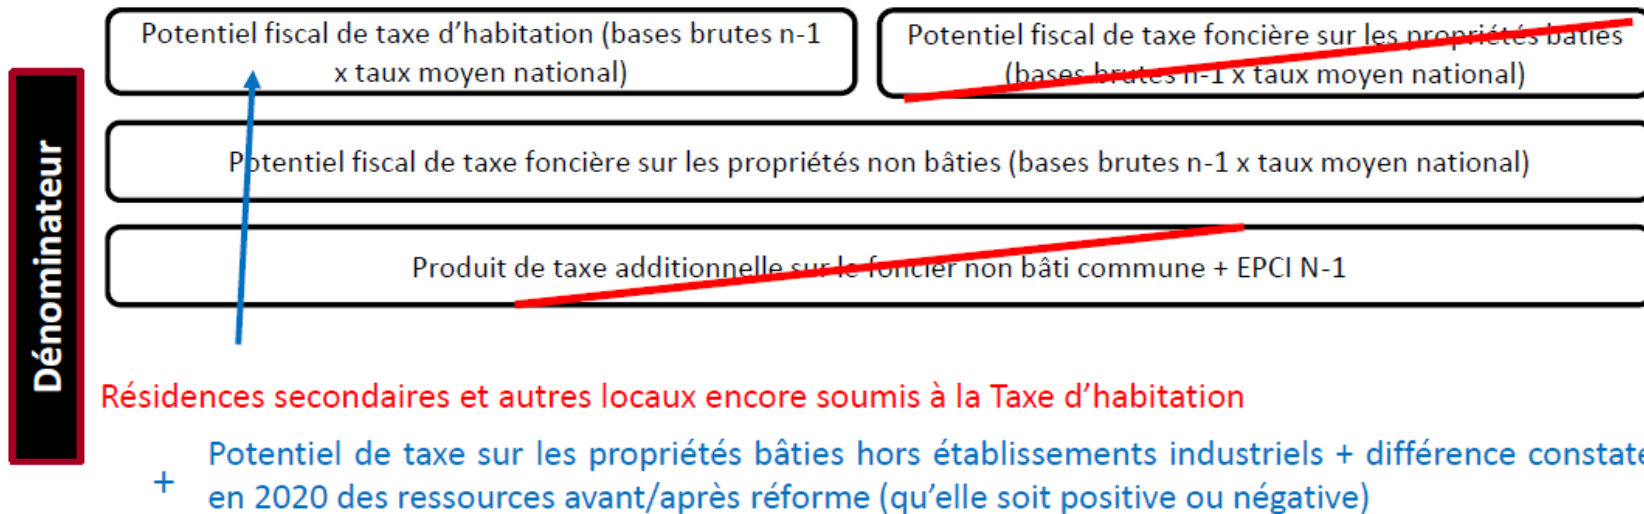 Dénominateur
Potentiel fiscal de taxe d'habitation (bases brutes n-1
x taux moyen national)
Potentiel fiscal de taxe foncière sur les propriétés bâties
(bases brutes n-1 x taux moyen national)
Potentiel fiscal de taxe foncière sur les propriétés non bâties (bases brutes n-1 x taux moyen national)
Produit de taxe additionnelle sur le foncier non bâti commune + EPCI N-1
Résidences secondaires et autres locaux encore soumis à la Taxe d'habitation
+ Potentiel de taxe sur les propriétés bâties hors établissements industriels + différence constaté
en 2020 des ressources avant/après réforme (qu'elle soit positive ou négative)